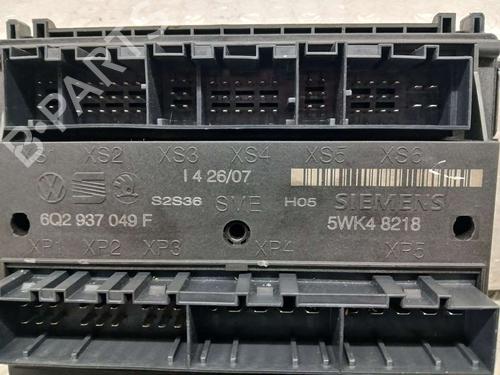 XS2 XS3 XS4 XS5 XS6
I 4 26/07
S2S36 SME H05 SIEMENS
6Q2 937 049 F 5WK4 8218
XP1 XP2 XP3 XP4 XP5
B-PARTS